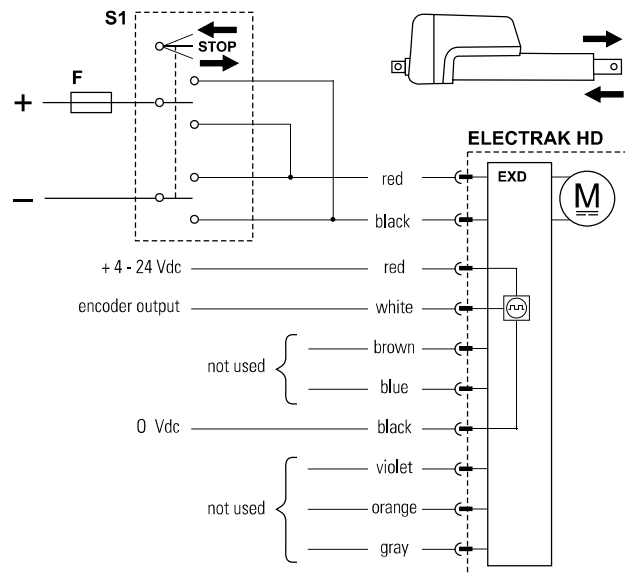 S1
STOP
F
+
−
ELECTRAK HD
EXD
M
red
black
+ 4 - 24 Vdc red
encoder output white
brown
not used
blue
0 Vdc black
violet
not used orange
gray